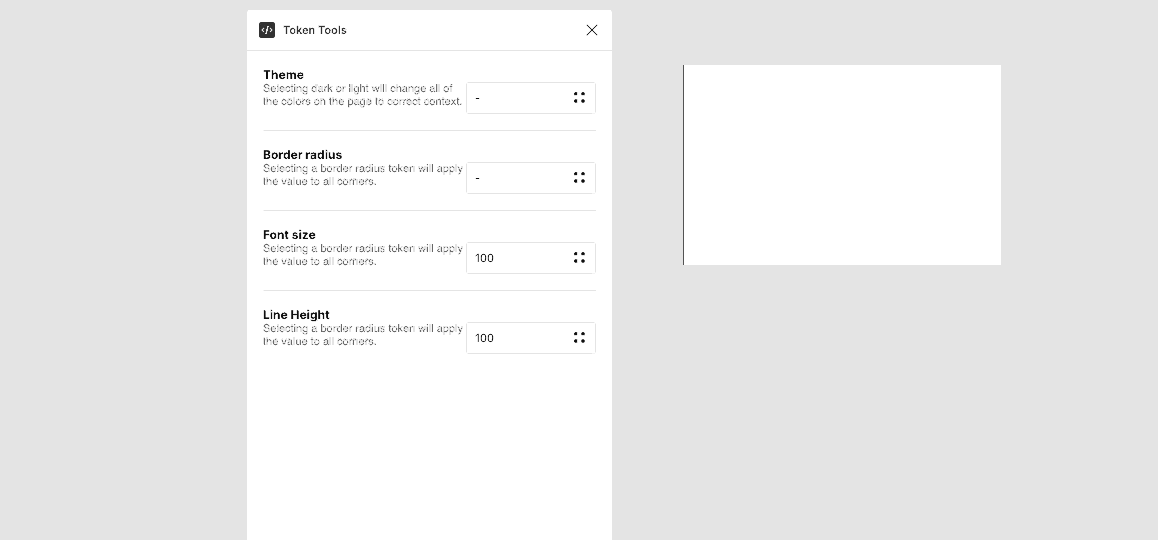 Token Tools
Theme
Selecting dark or light will change all of
the colors on the page to correct context.
-
Border radius
Selecting a border radius token will apply
the value to all corners.
-
Font size
Selecting a border radius token will apply
the value to all corners.
100
Line Height
Selecting a border radius token will apply
the value to all corners.
100